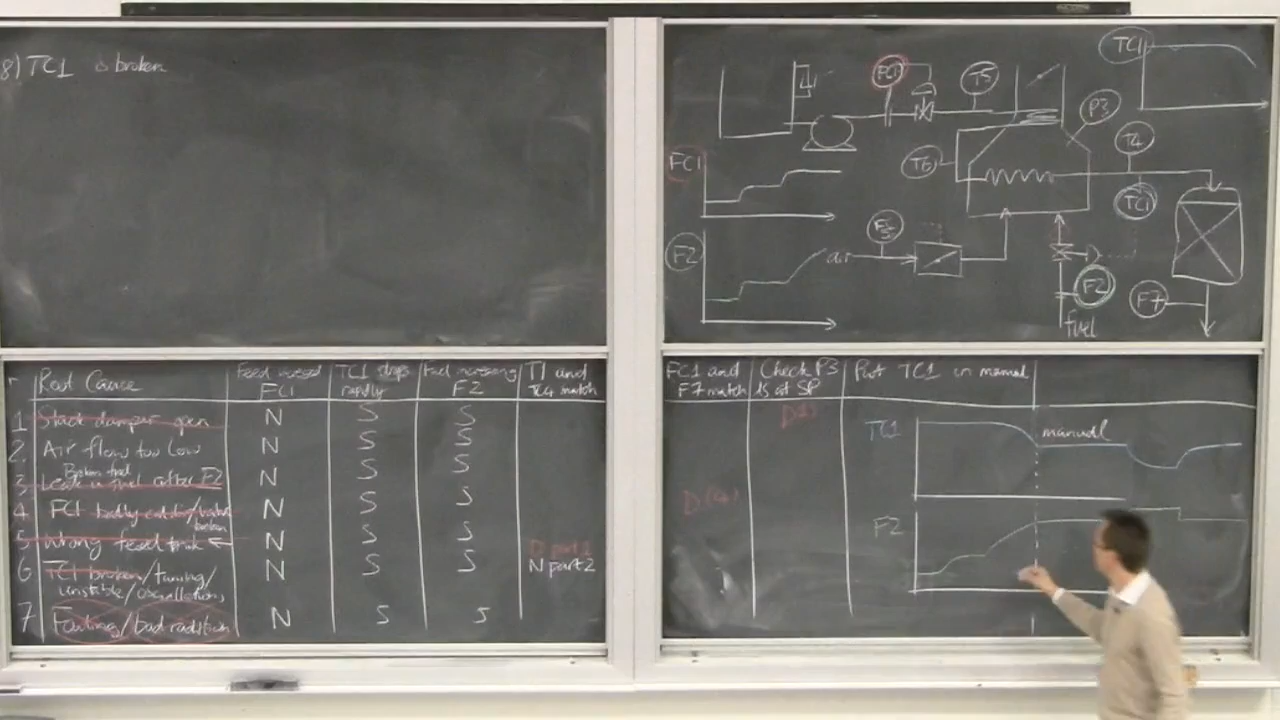 8) TC1 is broken
TC1
FC1
T5
P3
T4
T6
FC1
TC1
F2
air
F3
F2
F7
fuel
Root Cause
Feed increased FC1
TC1 drops rapidly
Fuel increasing F2
T1 and TC4 match
1 Stack damper open N S S
2. Air flow too low N S S
Broken fuel
3. Leak in fuel after F2 N S S
4 FC1 badly N S S
broken
5 Wrong feed tank N S S
D part 1
6 TC1 broken/tuning/ N S S N part 2
unstable/oscillations
7 Fouling/bad radiation N S S
FC1 and F7 match
Check P3 is at SP
Put TC1 in manual
TC1
manual
F2